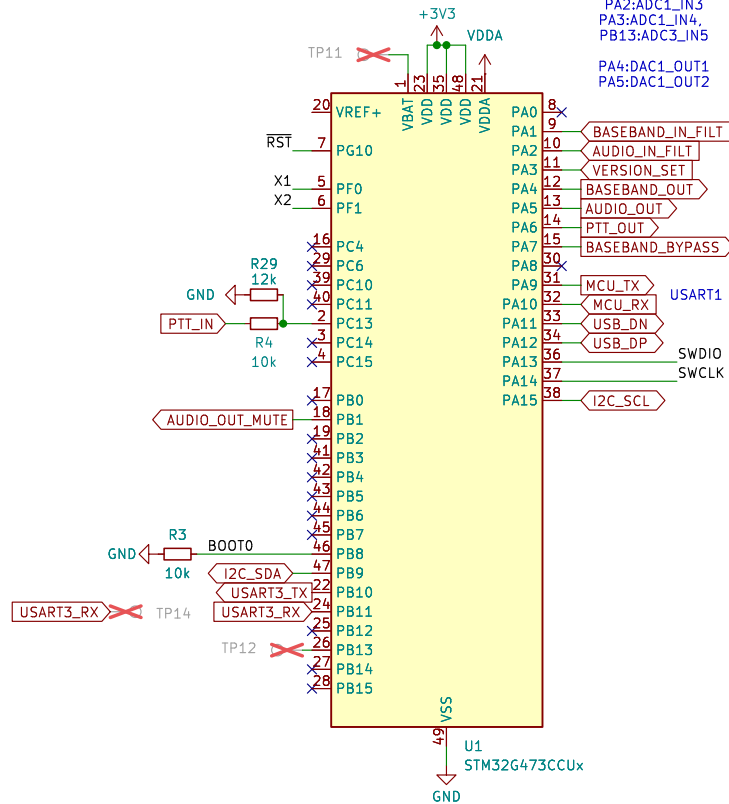 PA2:ADC1_IN3
PA3:ADC1_IN4,
PB13:ADC3_IN5
PA4:DAC1_OUT1
PA5:DAC1_OUT2
+3V3
VDDA
TP11
1
23
35
48
21
VBAT
VDD
VDD
VDD
VDDA
20 VREF+
RST 7 PG10
X1 5 PF0
X2 6 PF1
16 PC4
29 PC6
39 PC10
40 PC11
R29
12k
GND
PTT_IN 2 PC13
R4
10k
3 PC14
4 PC15
17 PB0
AUDIO_OUT_MUTE 18 PB1
19 PB2
41 PB3
42 PB4
43 PB5
44 PB6
45 PB7
R3
GND BOOT0 46 PB8
10k
I2C_SDA 47 PB9
USART3_TX 22 PB10
USART3_RX TP14 USART3_RX 24 PB11
25 PB12
TP12 26 PB13
27 PB14
28 PB15
PA0 8
PA1 9 BASEBAND_IN_FILT
PA2 10 AUDIO_IN_FILT
PA3 11 VERSION_SET
PA4 12 BASEBAND_OUT
PA5 13 AUDIO_OUT
PA6 14 PTT_OUT
PA7 15 BASEBAND_BYPASS
PA8 30
PA9 31 MCU_TX
USART1
PA10 32 MCU_RX
PA11 33 USB_DN
PA12 34 USB_DP
PA13 36 SWDIO
PA14 37 SWCLK
PA15 38 I2C_SCL
VSS
49
U1
STM32G473CCUx
GND